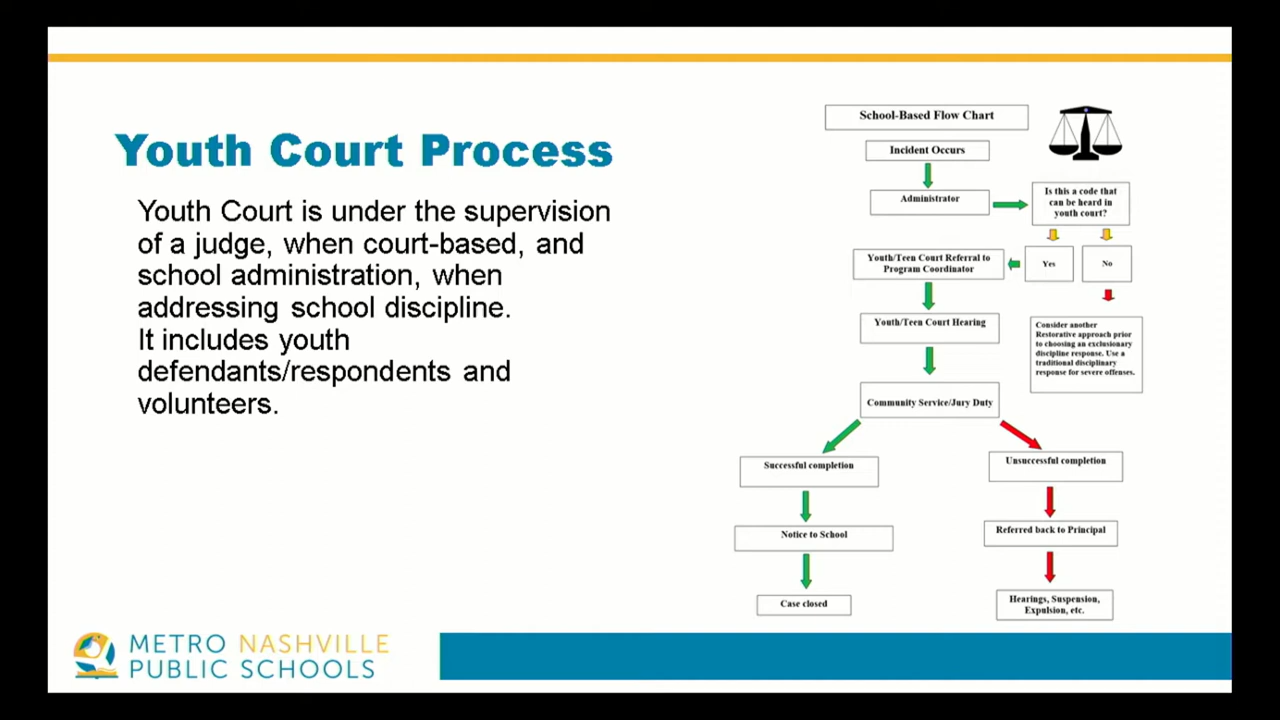 Youth Court Process
Youth Court is under the supervision
of a judge, when court-based, and
school administration, when
addressing school discipline.
It includes youth
defendants/respondents and
volunteers.
School-Based Flow Chart
Incident Occurs
Administrator
Is this a code that
can be heard in
youth court?
Yes
No
Youth/Teen Court Referral to
Program Coordinator
Youth/Teen Court Hearing
Consider another
Restorative approach prior
to choosing an exclusionary
discipline response. Use a
traditional disciplinary
response for severe offenses.
Community Service/Jury Duty
Successful completion
Unsuccessful completion
Notice to School
Referred back to Principal
Case closed
Hearings, Suspension,
Expulsion, etc.
METRO NASHVILLE
PUBLIC SCHOOLS